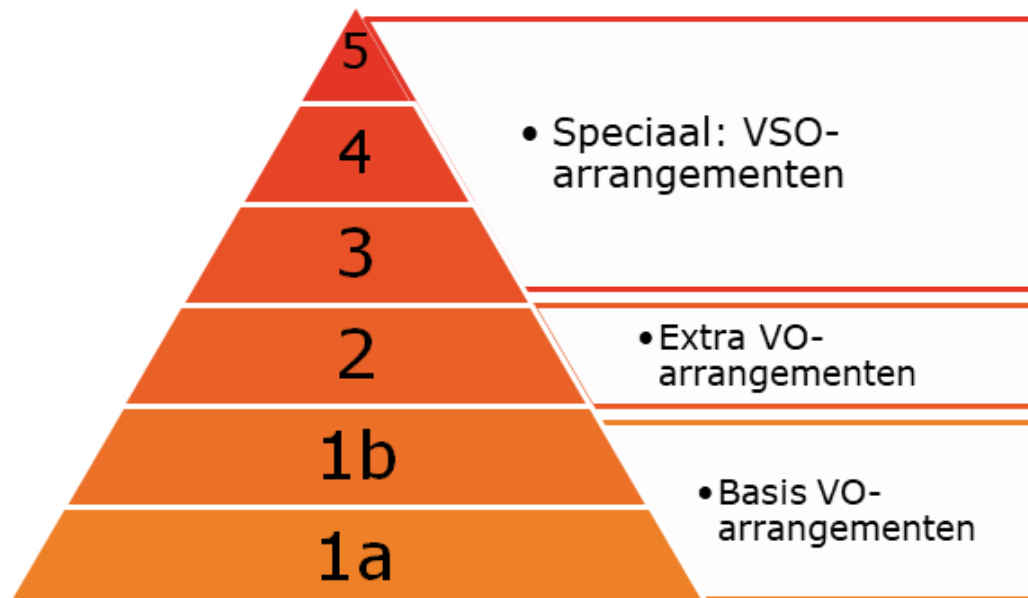 5
4
• Speciaal: VSO-
arrangementen
3
2
•Extra VO-
arrangementen
1b
•Basis VO-
arrangementen
1a